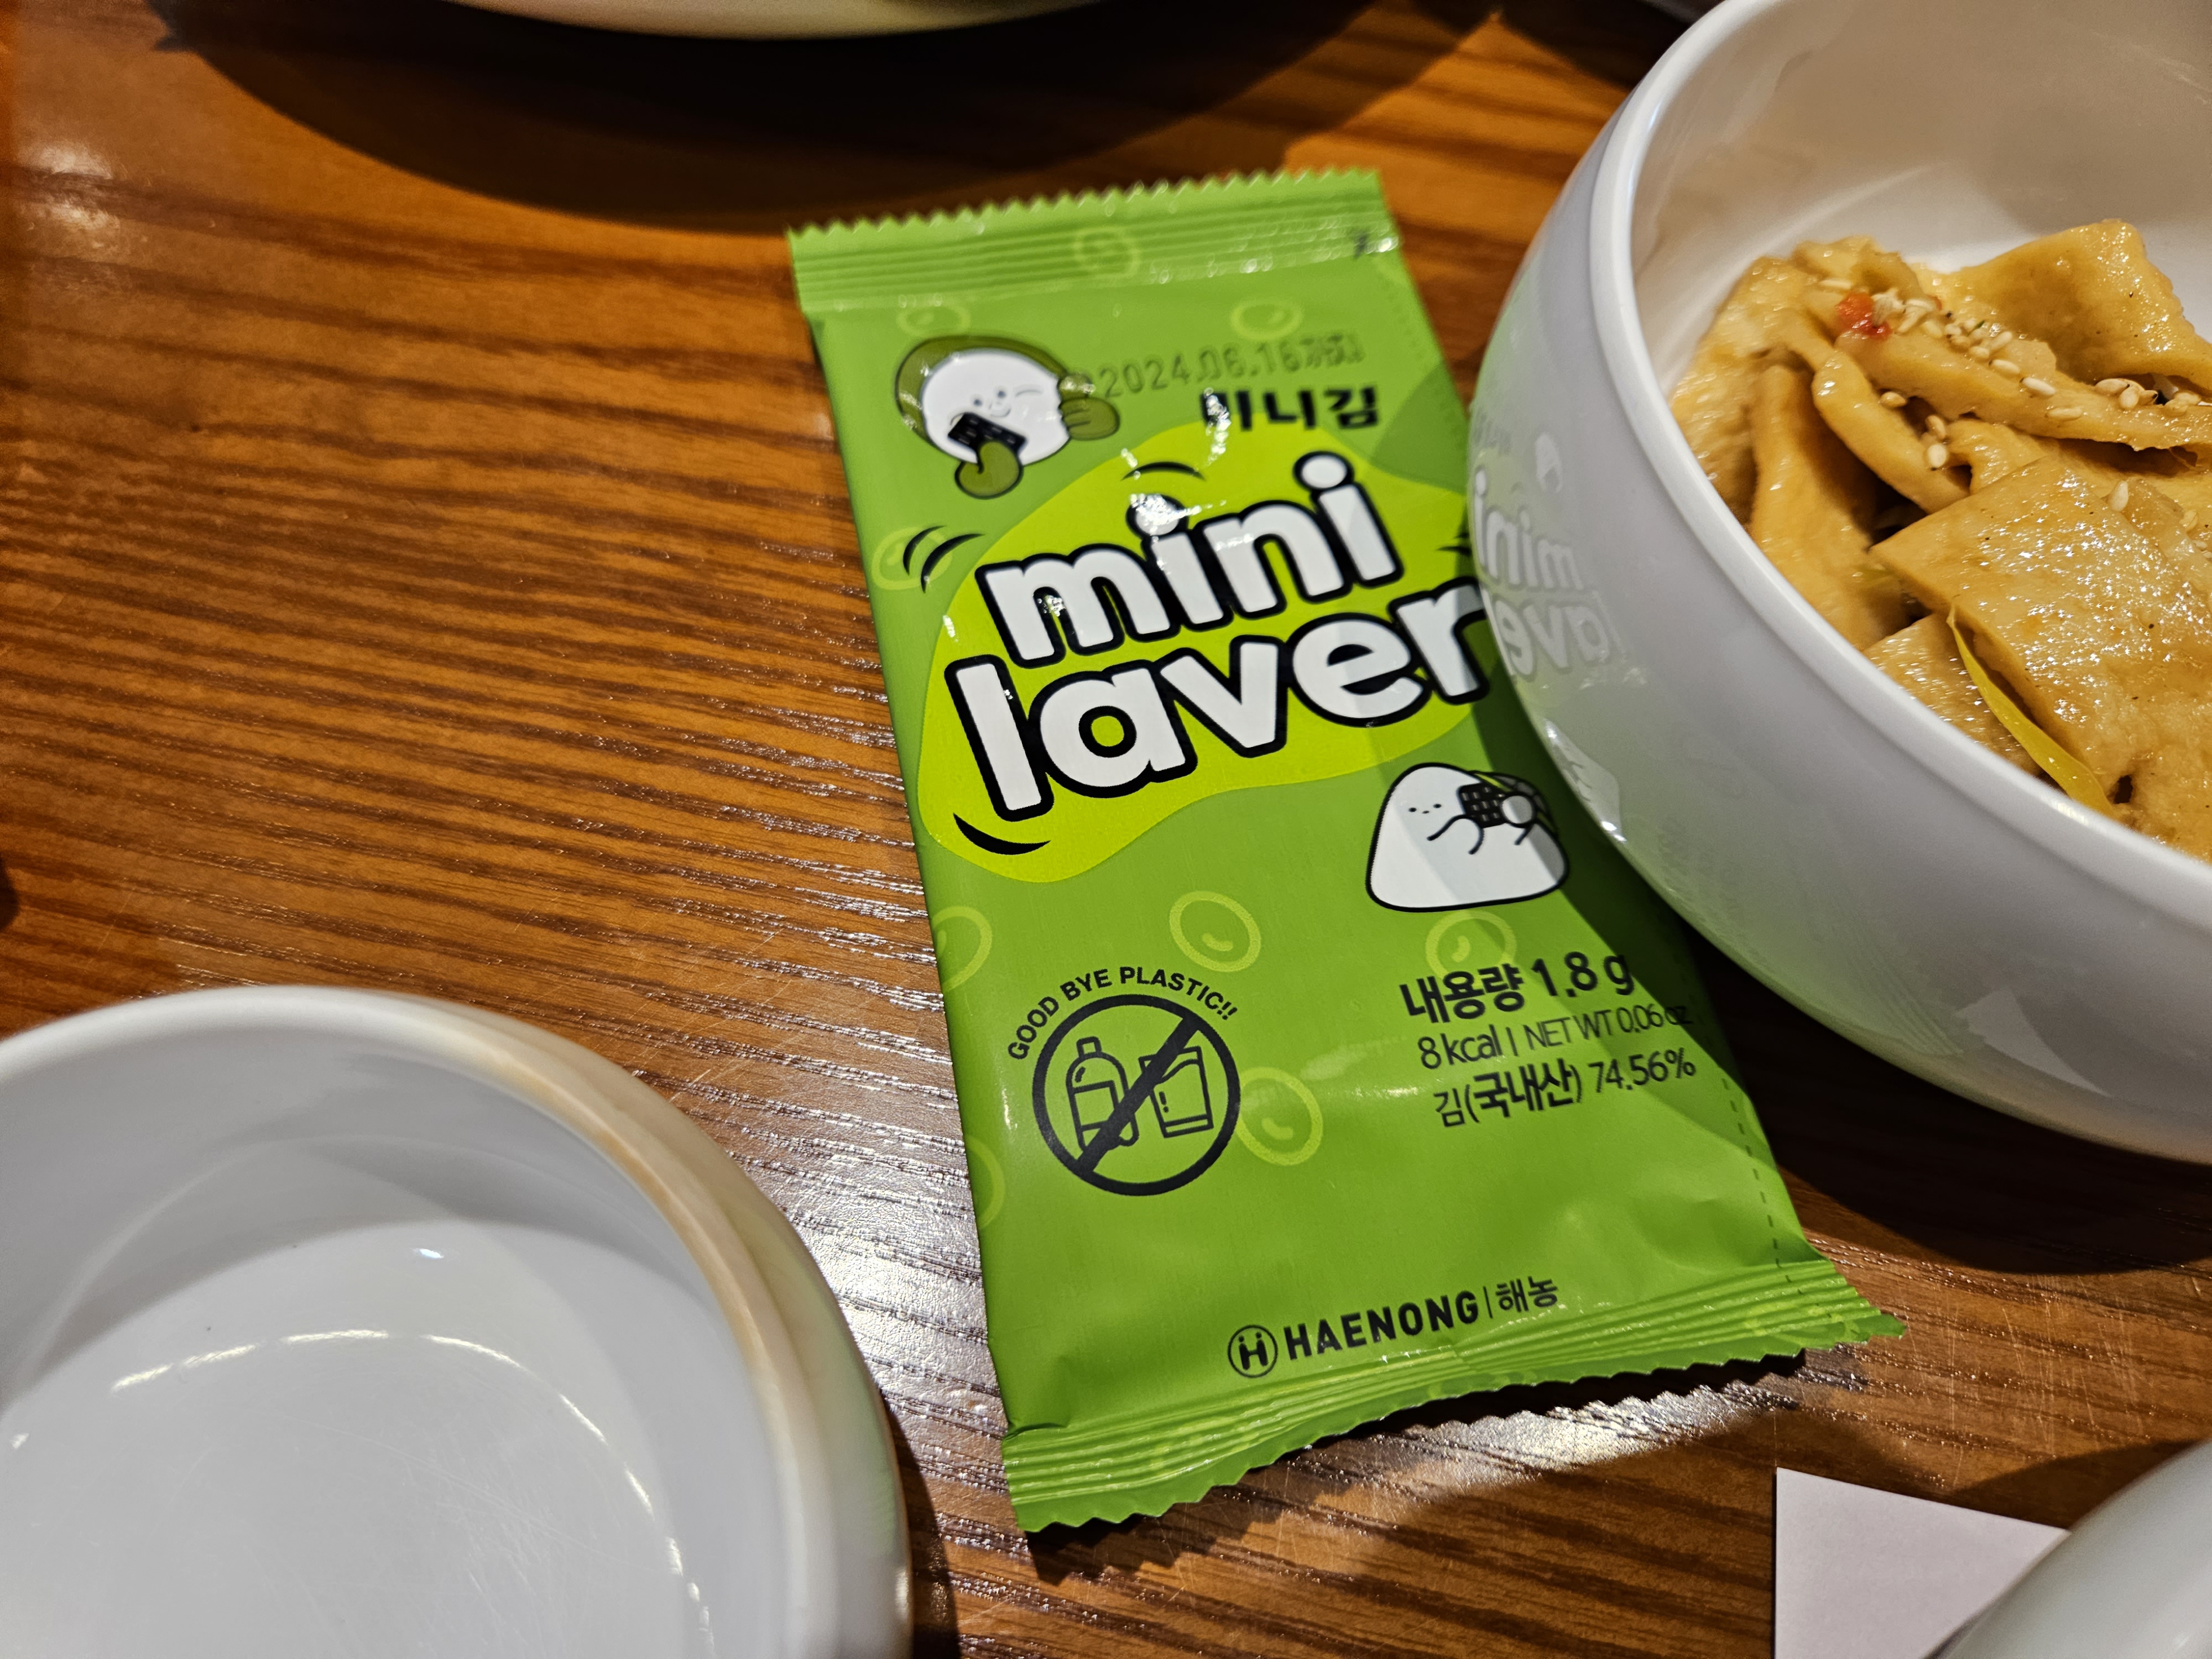 2024.06.16까지
미니김
mini
laver
GOOD BYE PLASTIC!!
내용량 1.8 g
8 kcal | NET WT 0.06 oz
김(국내산) 74.56%
HAENONG | 해농